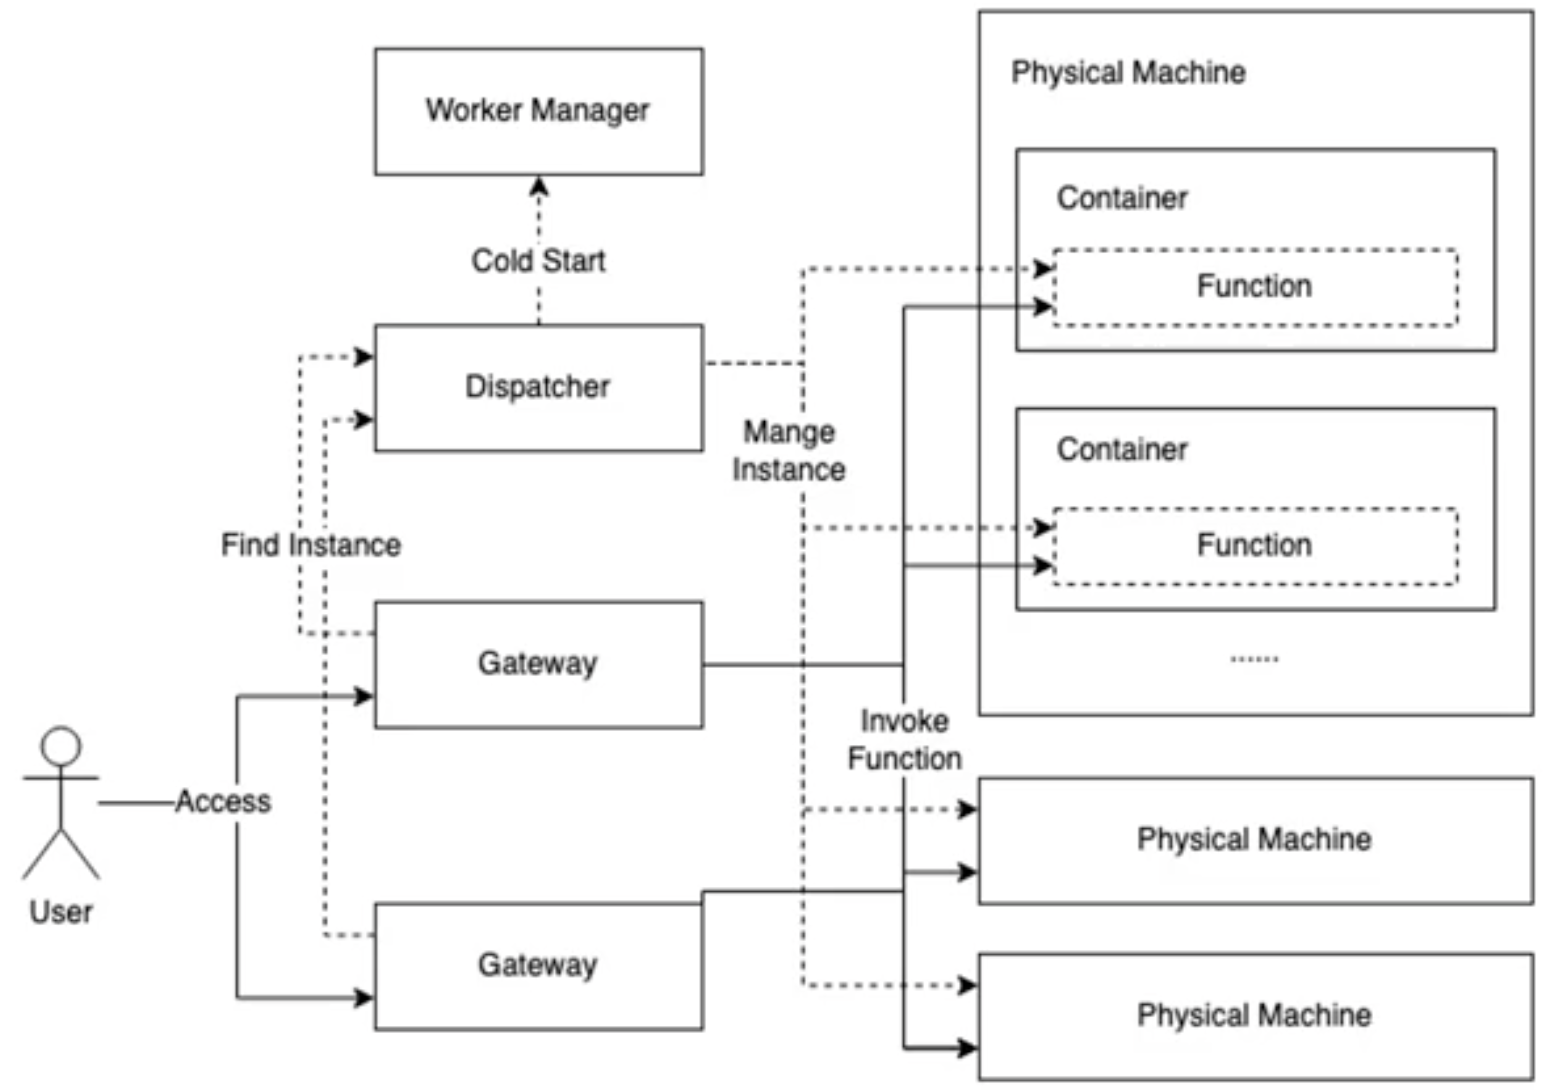 Worker Manager
Cold Start
Dispatcher
Find Instance
Gateway
Access
User
Gateway
Mange
Instance
Invoke
Function
Physical Machine
Container
Function
Container
Function
......
Physical Machine
Physical Machine